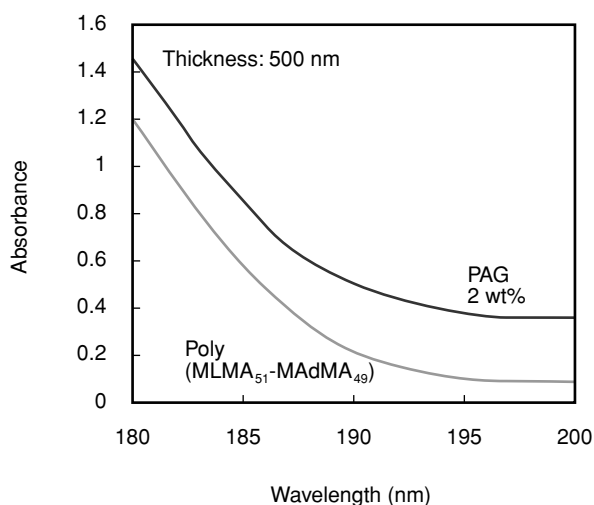 1.6
Thickness: 500 nm
1.4
1.2
1
Absorbance
0.8
0.6
PAG
2 wt%
0.4
Poly
(MLMA₅₁-MAdMA₄₉)
0.2
0
180 185 190 195 200
Wavelength (nm)